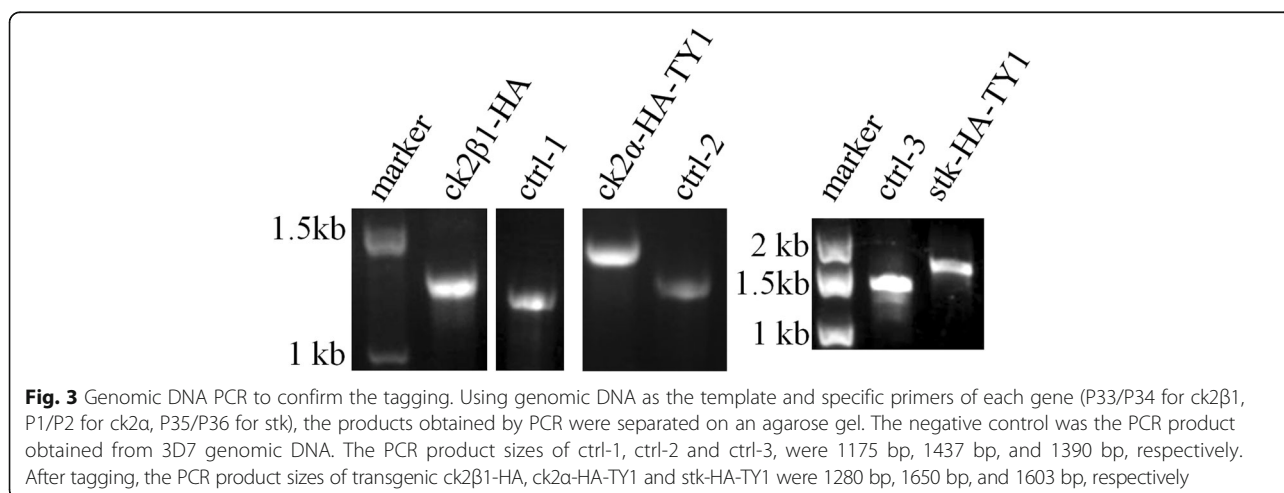 marker
ck2β1-HA
ctrl-1
ck2α-HA-TY1
ctrl-2
marker
ctrl-3
stk-HA-TY1
1.5kb
1 kb
2 kb
1.5kb
1 kb
Fig. 3 Genomic DNA PCR to confirm the tagging. Using genomic DNA as the template and specific primers of each gene (P33/P34 for ck2β1,
P1/P2 for ck2α, P35/P36 for stk), the products obtained by PCR were separated on an agarose gel. The negative control was the PCR product
obtained from 3D7 genomic DNA. The PCR product sizes of ctrl-1, ctrl-2 and ctrl-3, were 1175 bp, 1437 bp, and 1390 bp, respectively.
After tagging, the PCR product sizes of transgenic ck2β1-HA, ck2α-HA-TY1 and stk-HA-TY1 were 1280 bp, 1650 bp, and 1603 bp, respectively